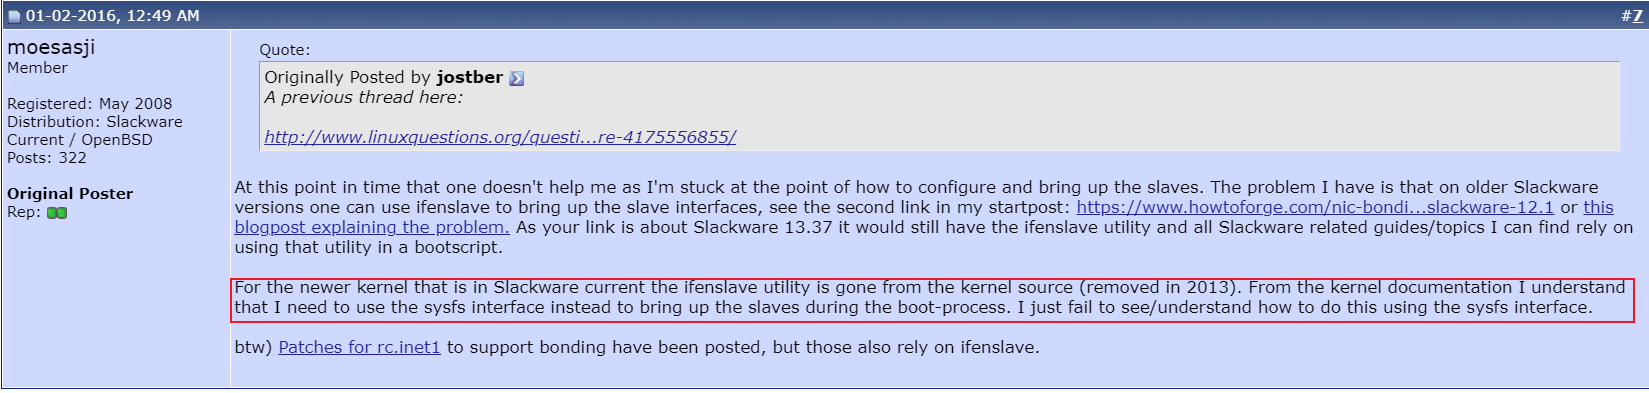 01-02-2016, 12:49 AM
#7
moesasji
Member
Registered: May 2008
Distribution: Slackware
Current / OpenBSD
Posts: 322
Original Poster
Rep:
Quote:
Originally Posted by jostber
A previous thread here:
http://www.linuxquestions.org/questi...re-4175556855/
At this point in time that one doesn't help me as I'm stuck at the point of how to configure and bring up the slaves. The problem I have is that on older Slackware
versions one can use ifenslave to bring up the slave interfaces, see the second link in my startpost: https://www.howtoforge.com/nic-bondi...slackware-12.1 or this
blogpost explaining the problem. As your link is about Slackware 13.37 it would still have the ifenslave utility and all Slackware related guides/topics I can find rely on
using that utility in a bootscript.
For the newer kernel that is in Slackware current the ifenslave utility is gone from the kernel source (removed in 2013). From the kernel documentation I understand
that I need to use the sysfs interface instead to bring up the slaves during the boot-process. I just fail to see/understand how to do this using the sysfs interface.
btw) Patches for rc.inet1 to support bonding have been posted, but those also rely on ifenslave.